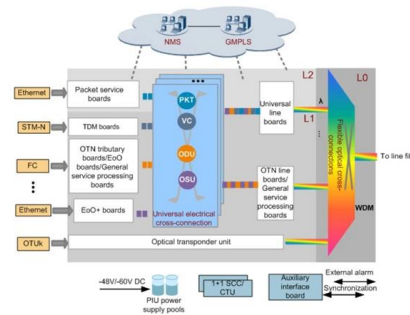 NMS
GMPLS
L2
L0
Ethernet
Packet service
boards
PKT
Universal
line boards
λ
L1
STM-N
TDM boards
VC
FC
OTN tributary
boards/EoO
boards/General
service processing
boards
ODU
OSU
Flexible optical cross-
connections
To line fi
OTN line
boards/
General
service
processing
boards
Ethernet
EoO+ boards
Universal electrical
cross-connection
WDM
OTUk
Optical transponder unit
-48V/-60V DC
PIU power
supply pools
1+1 SCC/
CTU
Auxiliary
interface
board
External alarm
Synchronization